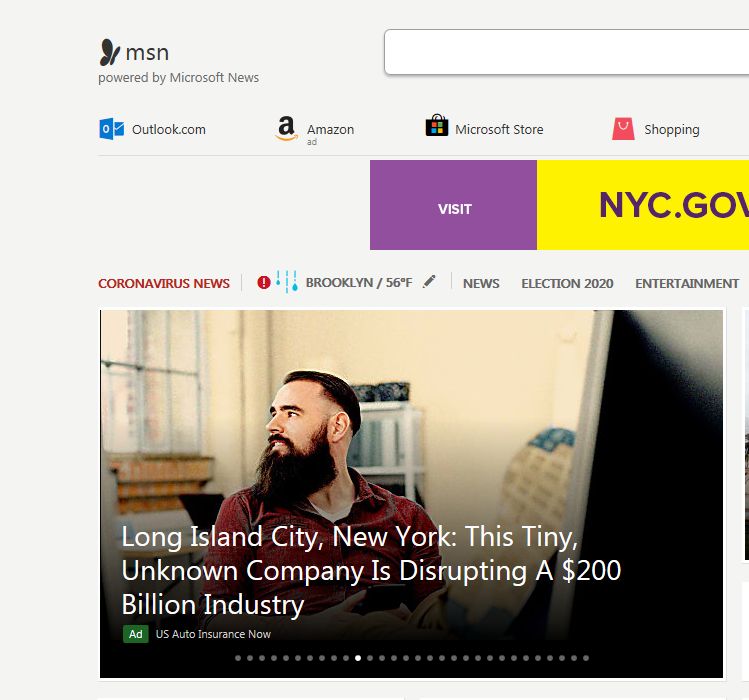 msn
powered by Microsoft News
Outlook.com
Amazon
ad
Microsoft Store
Shopping
VISIT
NYC.GOV
CORONAVIRUS NEWS
BROOKLYN / 56°F
NEWS
ELECTION 2020
ENTERTAINMENT
Long Island City, New York: This Tiny,
Unknown Company Is Disrupting A $200
Billion Industry
Ad US Auto Insurance Now